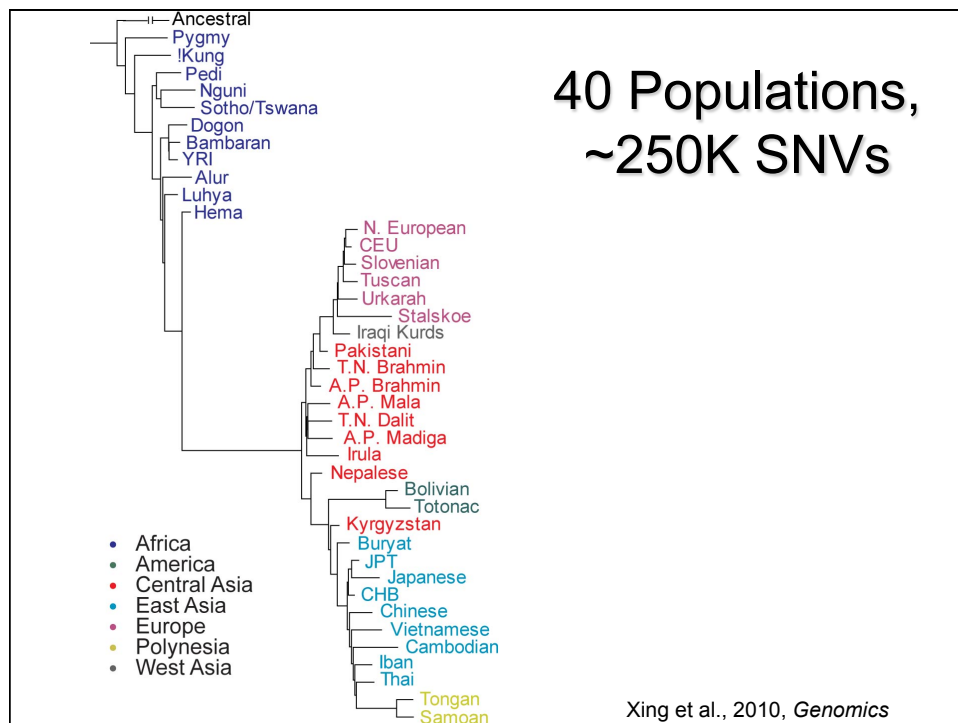 Ancestral
Pygmy
!Kung
Pedi
Nguni
Sotho/Tswana
Dogon
Bambaran
YRI
Alur
Luhya
Hema
40 Populations,
~250K SNVs
N. European
CEU
Slovenian
Tuscan
Urkarah
Stalskoe
Iraqi Kurds
Pakistani
T.N. Brahmin
A.P. Brahmin
A.P. Mala
T.N. Dalit
A.P. Madiga
Irula
Nepalese
Bolivian
Totonac
Kyrgyzstan
Buryat
JPT
Japanese
CHB
Chinese
Vietnamese
Cambodian
Iban
Thai
Tongan
Samoan
Africa
America
Central Asia
East Asia
Europe
Polynesia
West Asia
Xing et al., 2010, Genomics